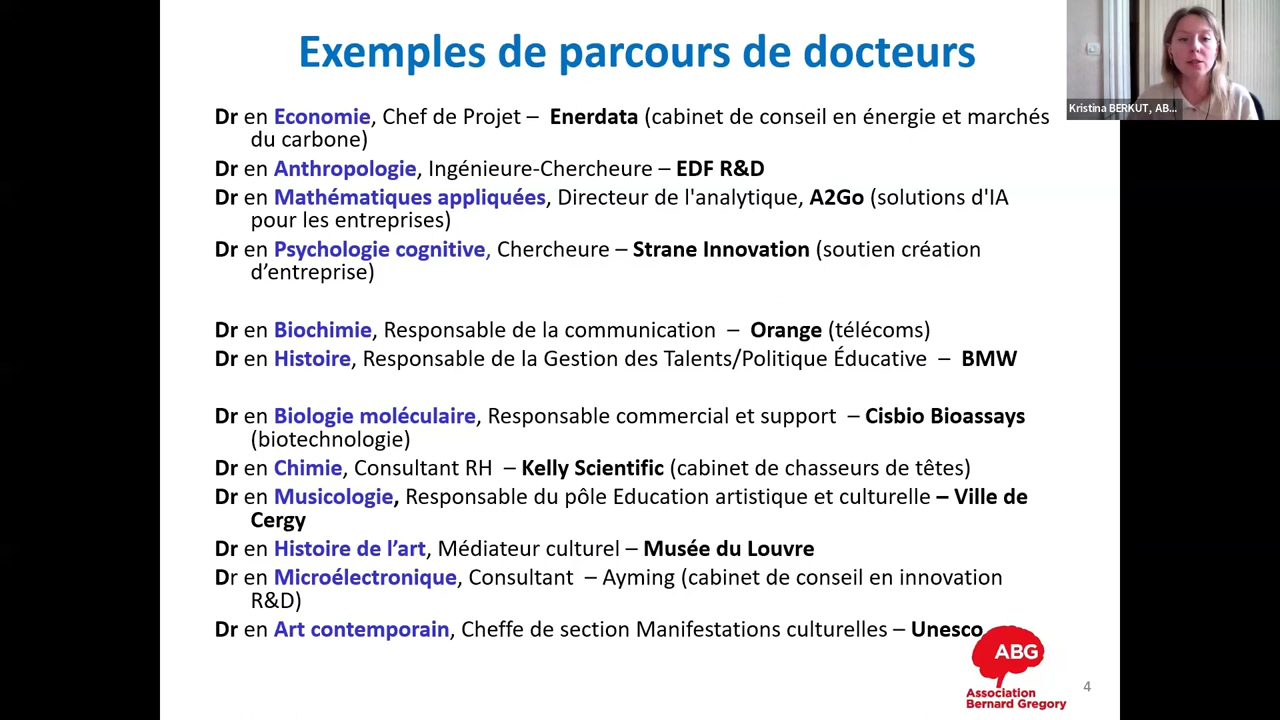 Exemples de parcours de docteurs
Kristina BERKUT, AB...
Dr en Economie, Chef de Projet – Enerdata (cabinet de conseil en énergie et marchés
du carbone)
Dr en Anthropologie, Ingénieure-Chercheure – EDF R&D
Dr en Mathématiques appliquées, Directeur de l'analytique, A2Go (solutions d'IA
pour les entreprises)
Dr en Psychologie cognitive, Chercheure – Strane Innovation (soutien création
d’entreprise)
Dr en Biochimie, Responsable de la communication – Orange (télécoms)
Dr en Histoire, Responsable de la Gestion des Talents/Politique Éducative – BMW
Dr en Biologie moléculaire, Responsable commercial et support – Cisbio Bioassays
(biotechnologie)
Dr en Chimie, Consultant RH – Kelly Scientific (cabinet de chasseurs de têtes)
Dr en Musicologie, Responsable du pôle Education artistique et culturelle – Ville de
Cergy
Dr en Histoire de l’art, Médiateur culturel – Musée du Louvre
Dr en Microélectronique, Consultant – Ayming (cabinet de conseil en innovation
R&D)
Dr en Art contemporain, Cheffe de section Manifestations culturelles – Unesco
ABG
Association
Bernard Gregory
4